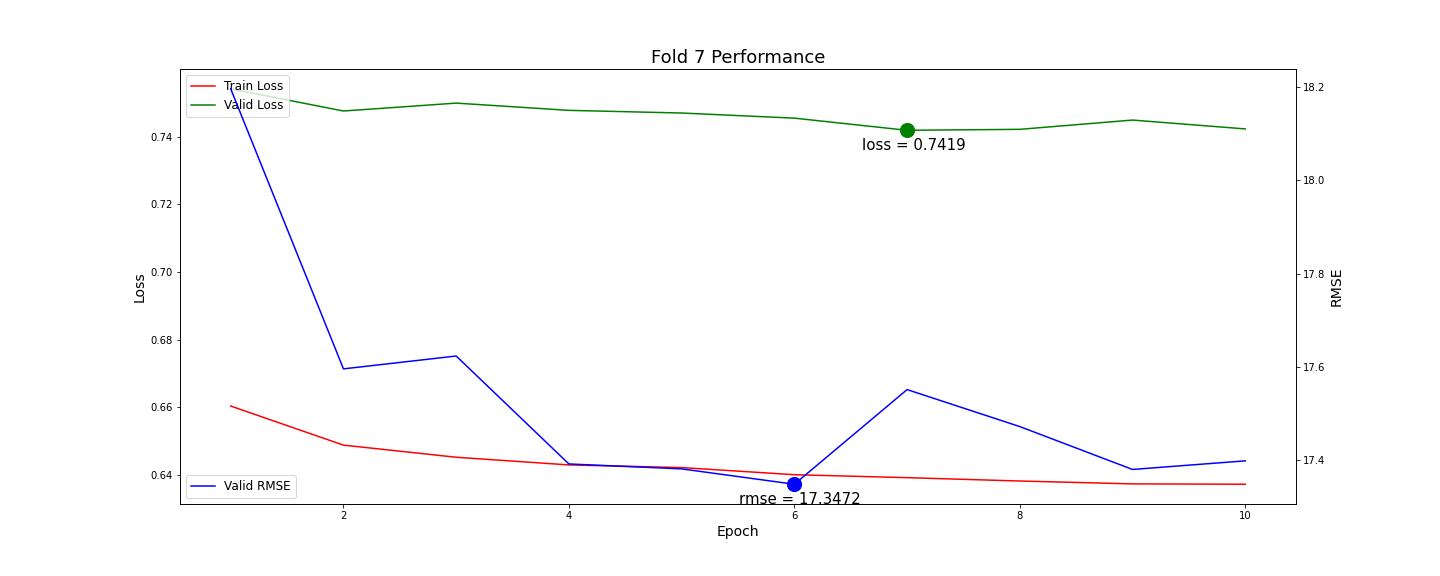 Fold 7 Performance
Train Loss
Valid Loss
Valid RMSE
loss = 0.7419
rmse = 17.3472
Loss
0.74
0.72
0.70
0.68
0.66
0.64
RMSE
18.2
18.0
17.8
17.6
17.4
2
4
6
8
10
Epoch